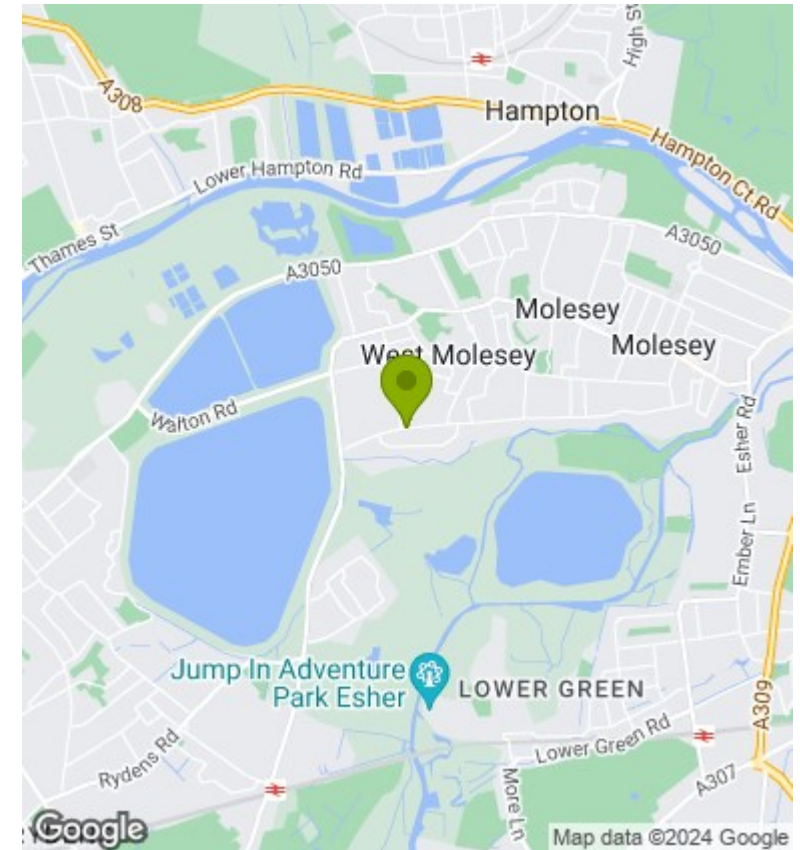 A308
High St
Hampton
Hampton Ct Rd
Lower Hampton Rd
Thames St
A3050
A3050
Molesey
Molesey
West Molesey
Walton Rd
Esher Rd
Ember Ln
Jump In Adventure
Park Esher
LOWER GREEN
A309
Rydens Rd
Lower Green Rd
More Ln
A307
Google
Map data ©2024 Google